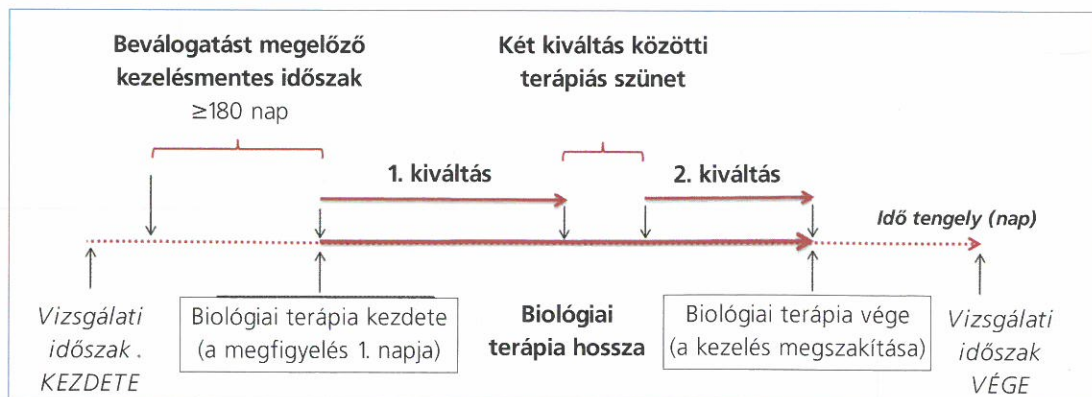 Beválogatást megelőző
kezelésmentes időszak
≥180 nap
Két kiváltás közötti
terápiás szünet
1. kiváltás
2. kiváltás
Idő tengely (nap)
Vizsgálati
időszak .
KEZDETE
Biológiai terápia kezdete
(a megfigyelés 1. napja)
Biológiai
terápia hossza
Biológiai terápia vége
(a kezelés megszakítása)
Vizsgálati
időszak
VÉGE